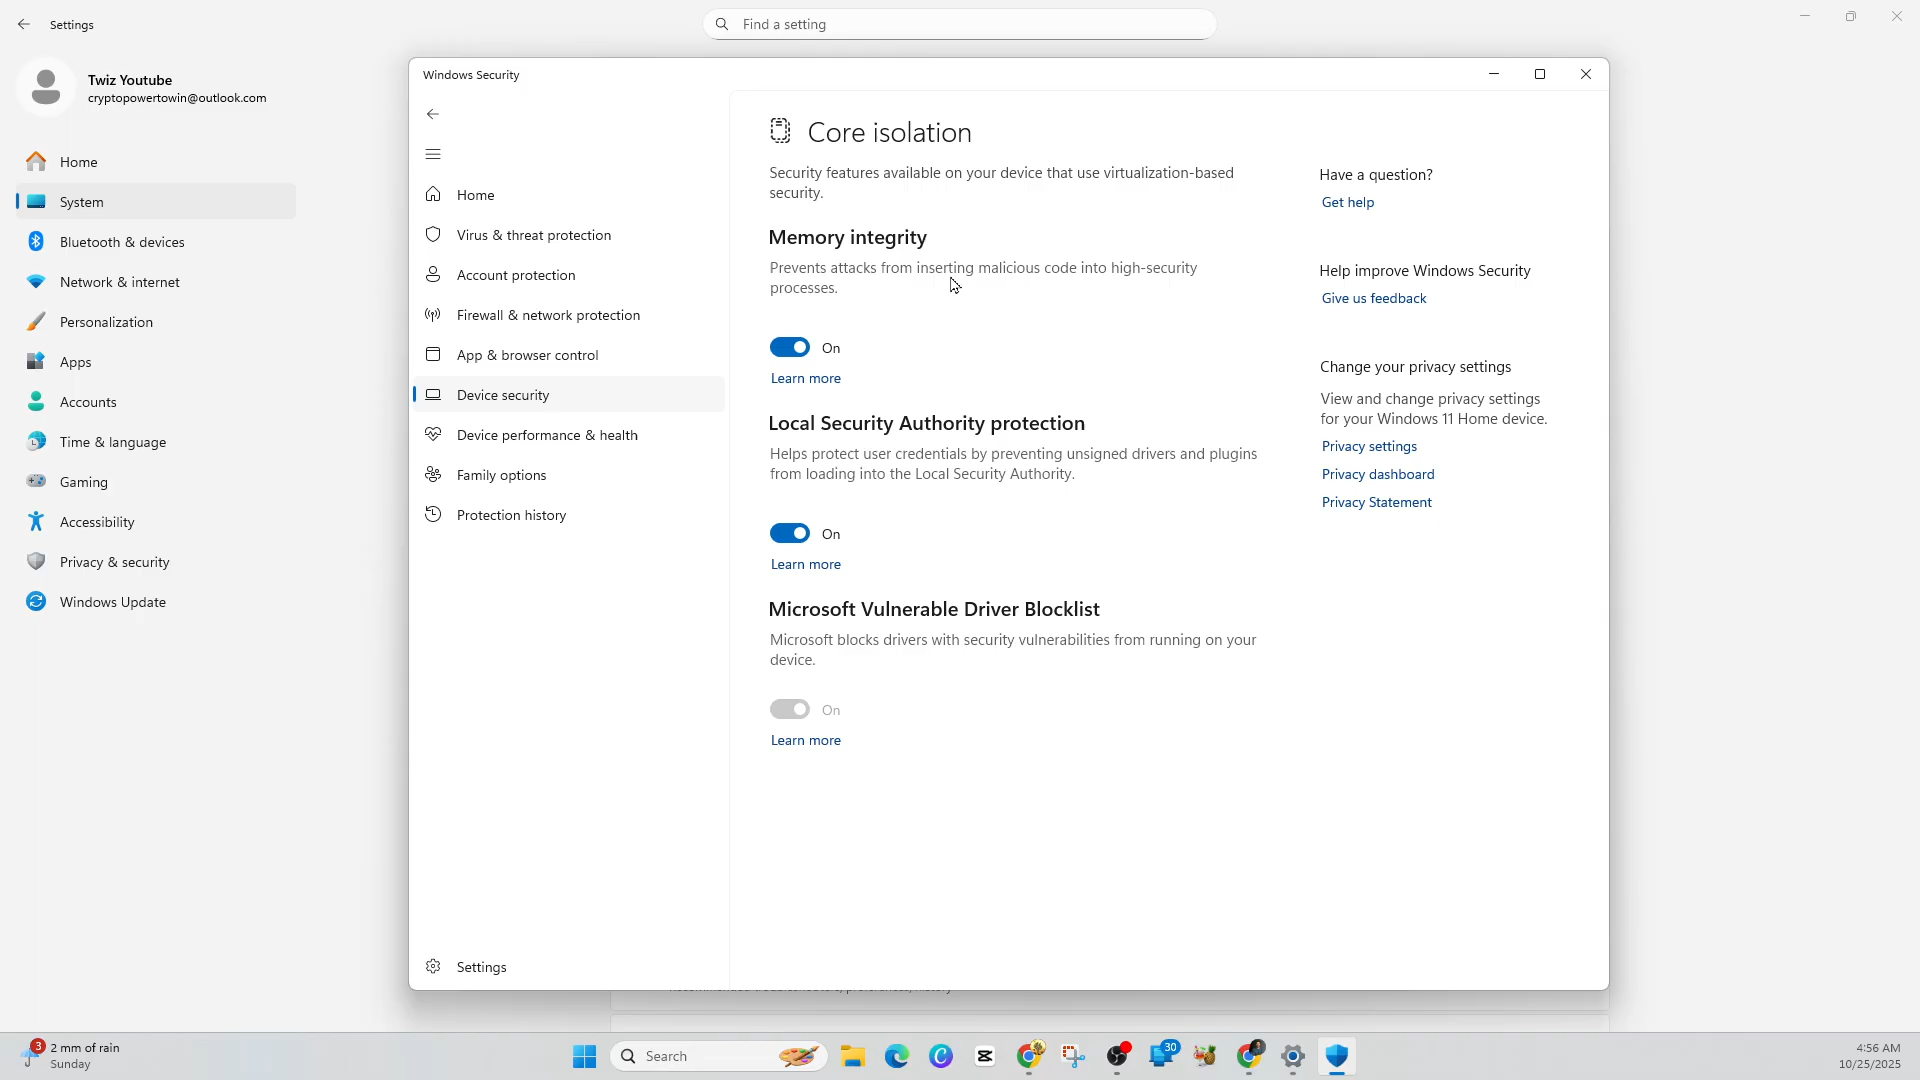 Settings
Find a setting
Twiz Youtube
cryptopowertowin@outlook.com
Home
System
Bluetooth & devices
Network & internet
Personalization
Apps
Accounts
Time & language
Gaming
Accessibility
Privacy & security
Windows Update
Windows Security
Home
Virus & threat protection
Account protection
Firewall & network protection
App & browser control
Device security
Device performance & health
Family options
Protection history
Settings
Core isolation
Security features available on your device that use virtualization-based
security.
Memory integrity
Prevents attacks from inserting malicious code into high-security
processes.
On
Learn more
Local Security Authority protection
Helps protect user credentials by preventing unsigned drivers and plugins
from loading into the Local Security Authority.
On
Learn more
Microsoft Vulnerable Driver Blocklist
Microsoft blocks drivers with security vulnerabilities from running on your
device.
On
Learn more
Have a question?
Get help
Help improve Windows Security
Give us feedback
Change your privacy settings
View and change privacy settings
for your Windows 11 Home device.
Privacy settings
Privacy dashboard
Privacy Statement
3
2 mm of rain
Sunday
Search
30
4:56 AM
10/25/2025